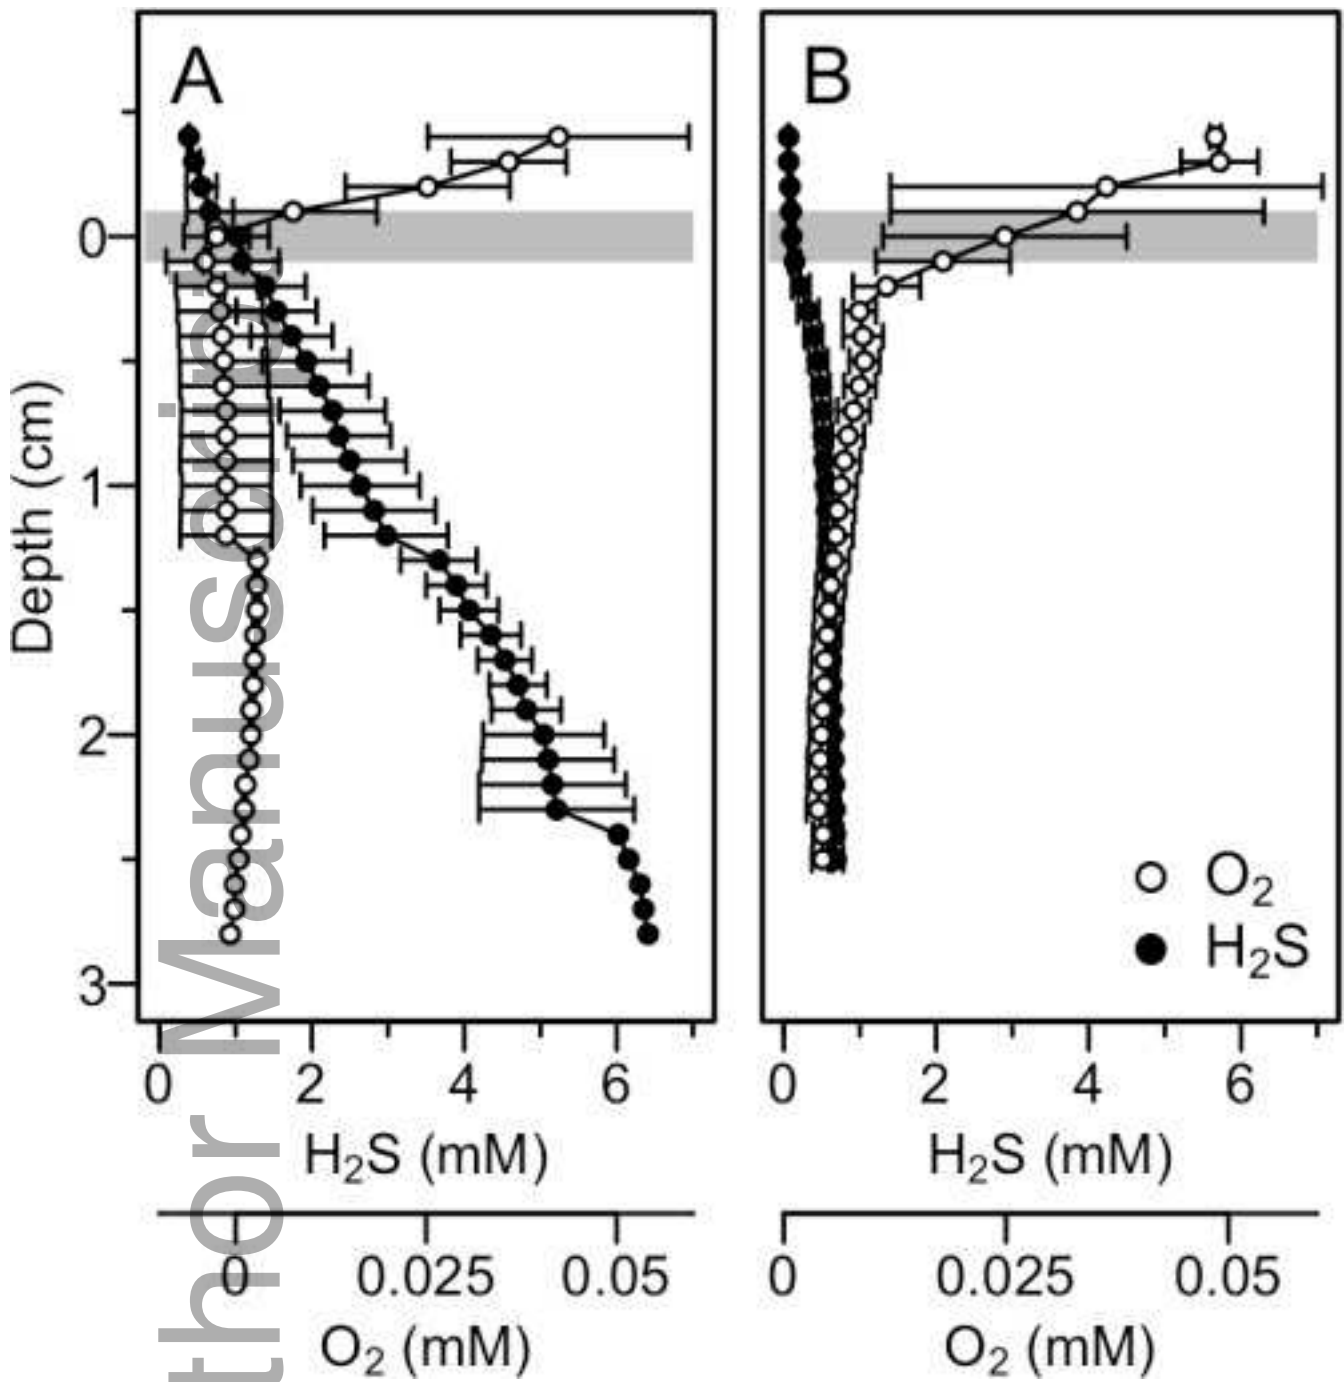 A
B
0
1
2
3
Depth (cm)
O₂
H₂S
0 2 4 6
0 2 4 6
H₂S (mM)
H₂S (mM)
0 0.025 0.05
0 0.025 0.05
O₂ (mM)
O₂ (mM)
thor Manuscript